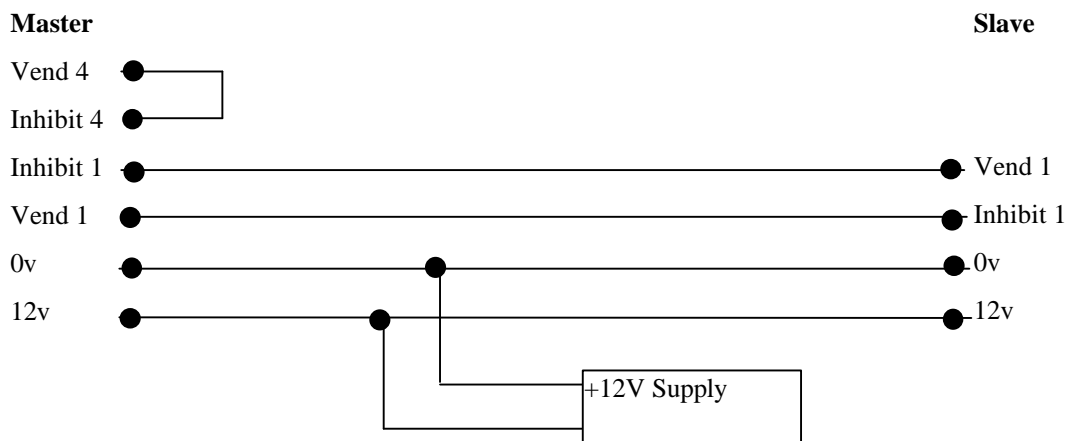 Master Slave
Vend 4
Inhibit 4
Inhibit 1 Vend 1
Vend 1 Inhibit 1
0v 0v
12v 12v
+12V Supply